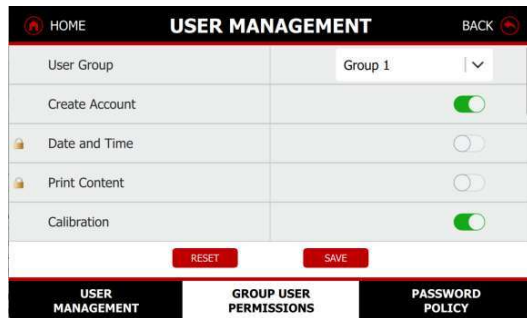 HOME USER MANAGEMENT BACK
User Group Group 1
Create Account
Date and Time
Print Content
Calibration
RESET SAVE
USER MANAGEMENT
GROUP USER PERMISSIONS
PASSWORD POLICY